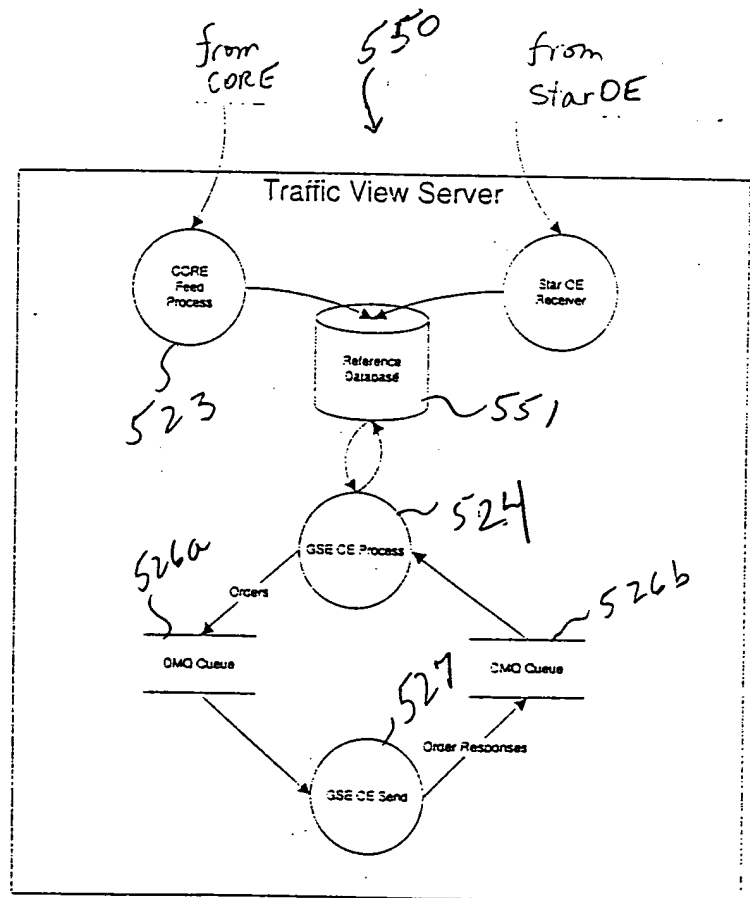 from
CORE
550
from
StarOE
Traffic View Server
CORE
Feed
Process
Star OE
Receiver
Reference
Database
523
551
524
GSE OE Process
526a
Orders
526b
DMQ Queue
DMQ Queue
527
Order Responses
GSE OE Send